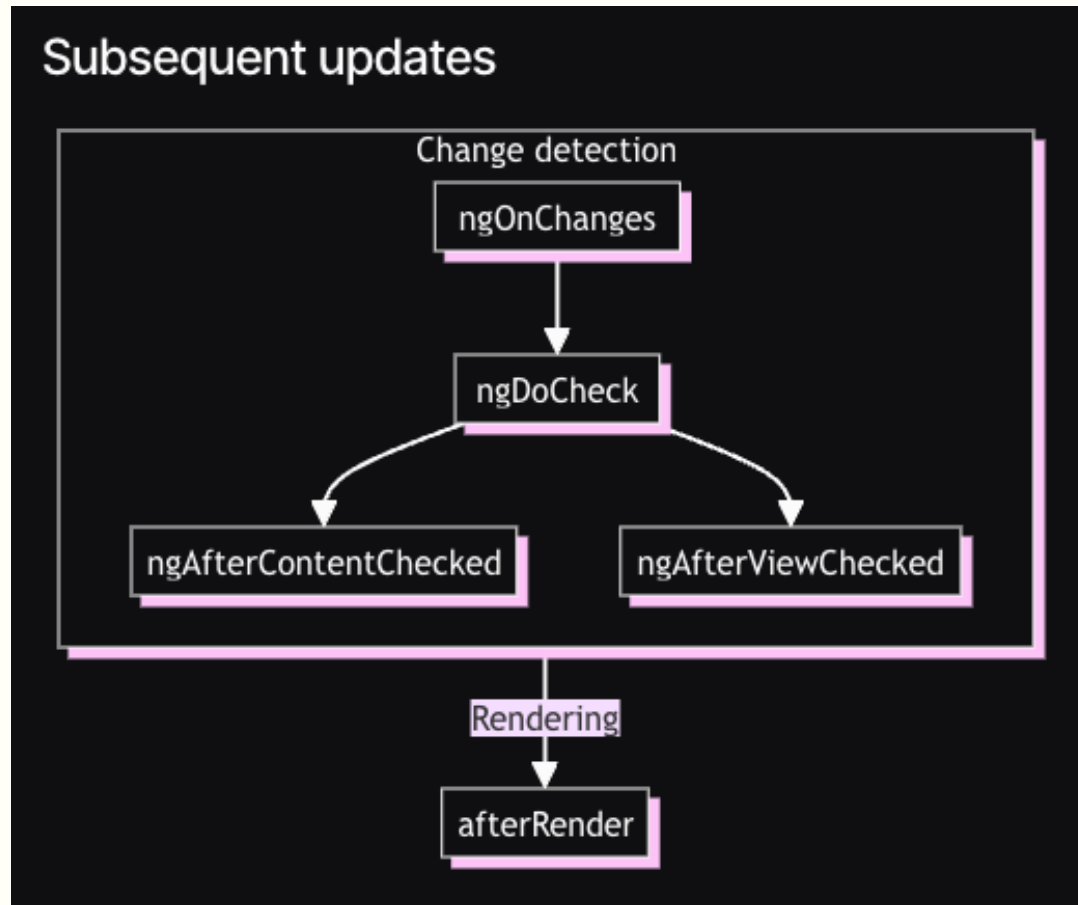 Subsequent updates
Change detection
ngOnChanges
ngDoCheck
ngAfterContentChecked
ngAfterViewChecked
Rendering
afterRender